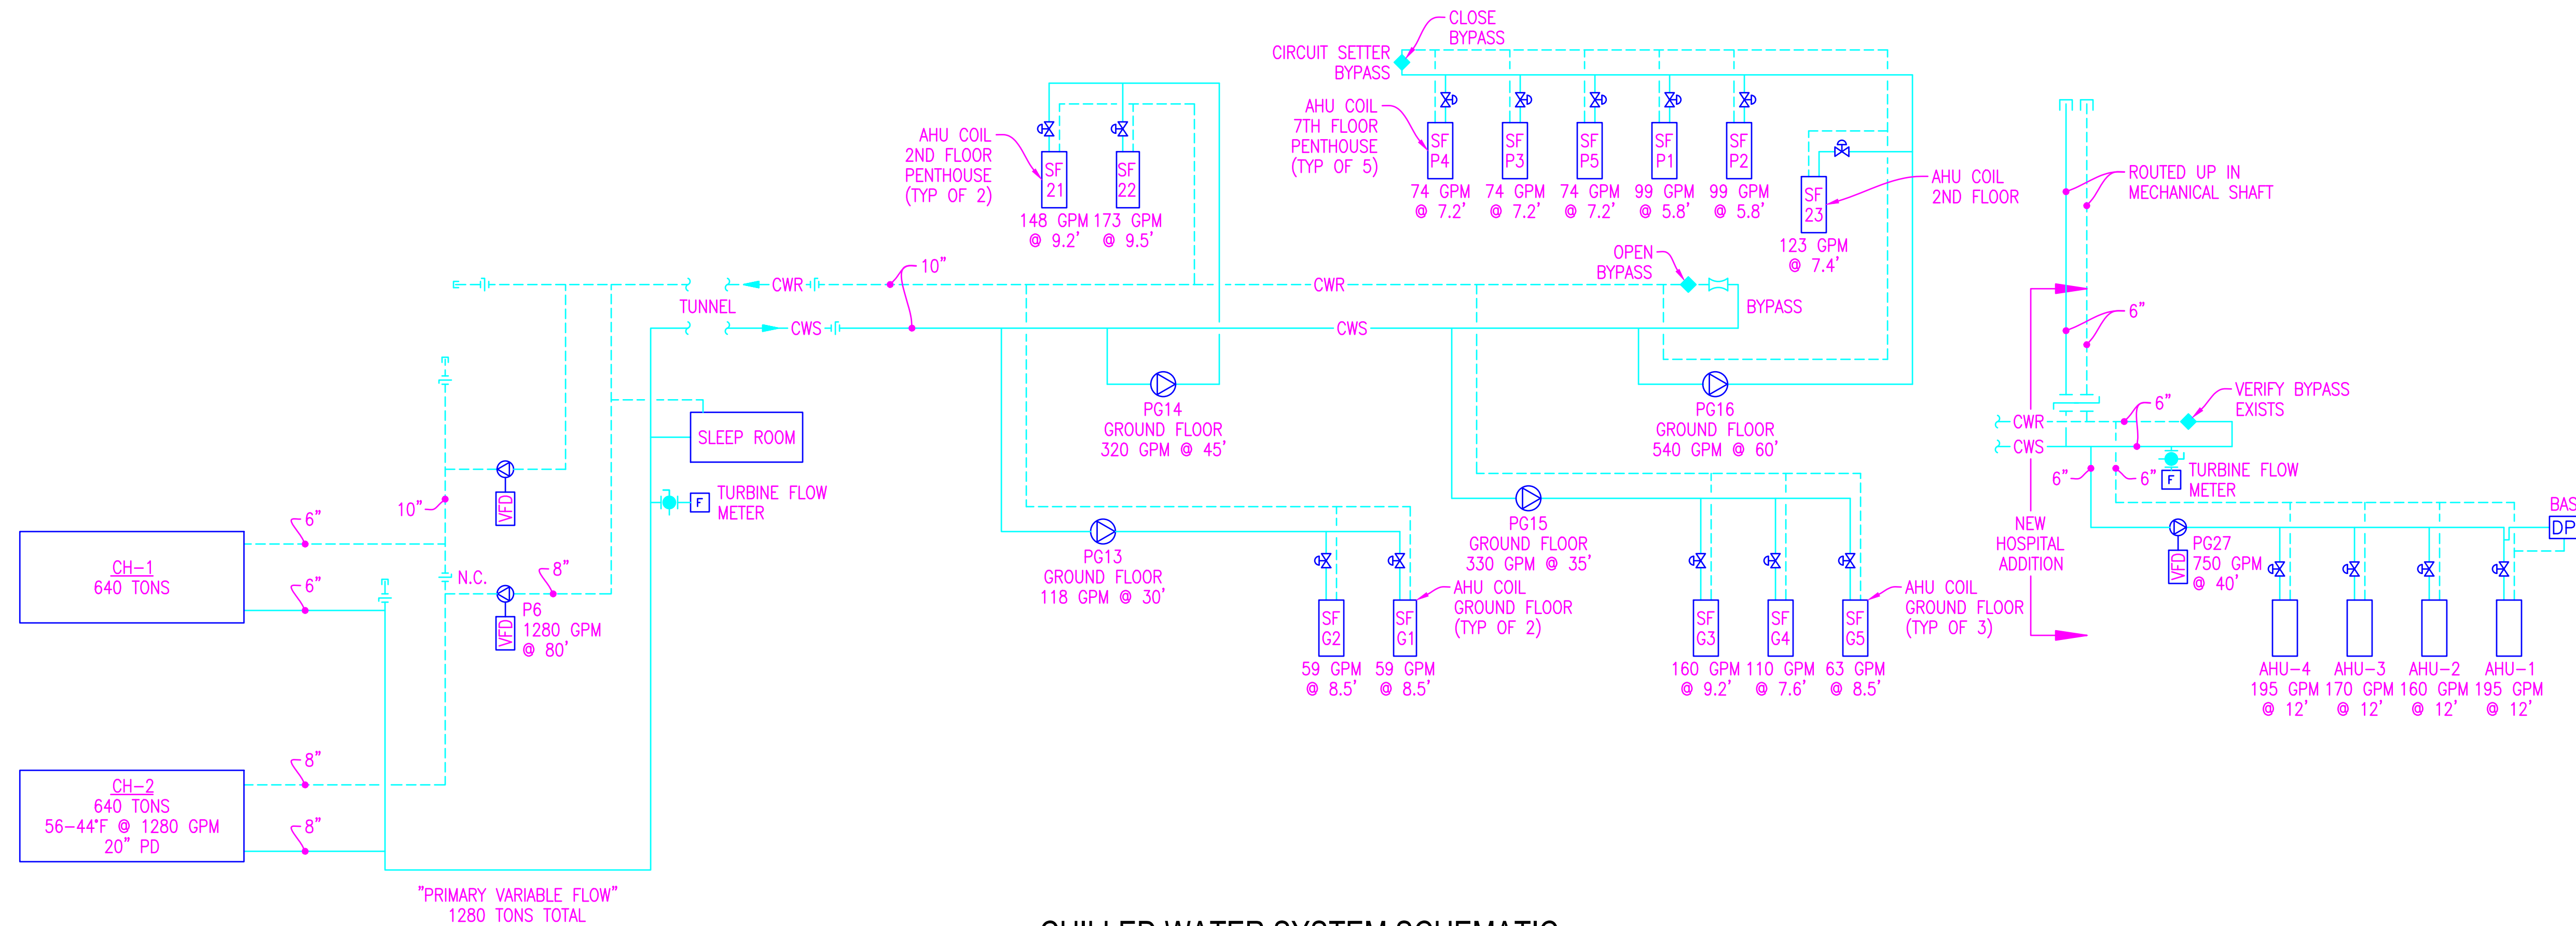 CLOSE
BYPASS
CIRCUIT SETTER
BYPASS
AHU COIL
7TH FLOOR
PENTHOUSE
(TYP OF 5)
SF
P4
74 GPM
@ 7.2'
SF
P3
74 GPM
@ 7.2'
SF
P5
74 GPM
@ 7.2'
SF
P1
99 GPM
@ 5.8'
SF
P2
99 GPM
@ 5.8'
SF
23
123 GPM
@ 7.4'
AHU COIL
2ND FLOOR
AHU COIL
2ND FLOOR
PENTHOUSE
(TYP OF 2)
SF
21
148 GPM
@ 9.2'
SF
22
173 GPM
@ 9.5'
ROUTED UP IN
MECHANICAL SHAFT
OPEN
BYPASS
BYPASS
10"
CWR
CWR
TUNNEL
CWS
CWS
6"
PG14
GROUND FLOOR
320 GPM @ 45'
PG16
GROUND FLOOR
540 GPM @ 60'
VERIFY BYPASS
EXISTS
6"
CWR
CWS
6"
6"
TURBINE FLOW
METER
F
SLEEP ROOM
TURBINE FLOW
METER
F
10"
VFD
6"
CH-1
640 TONS
6"
N.C.
8"
P6
1280 GPM
@ 80'
VFD
PG13
GROUND FLOOR
118 GPM @ 30'
PG15
GROUND FLOOR
330 GPM @ 35'
SF
G2
59 GPM
@ 8.5'
SF
G1
59 GPM
@ 8.5'
AHU COIL
GROUND FLOOR
(TYP OF 2)
SF
G3
160 GPM
@ 9.2'
SF
G4
110 GPM
@ 7.6'
SF
G5
63 GPM
@ 8.5'
AHU COIL
GROUND FLOOR
(TYP OF 3)
NEW
HOSPITAL
ADDITION
PG27
750 GPM
@ 40'
VFD
BAS
DP
AHU-4
195 GPM
@ 12'
AHU-3
170 GPM
@ 12'
AHU-2
160 GPM
@ 12'
AHU-1
195 GPM
@ 12'
8"
CH-2
640 TONS
56-44°F @ 1280 GPM
20" PD
8"
"PRIMARY VARIABLE FLOW"
1280 TONS TOTAL
CHILLED WATER SYSTEM SCHEMATIC